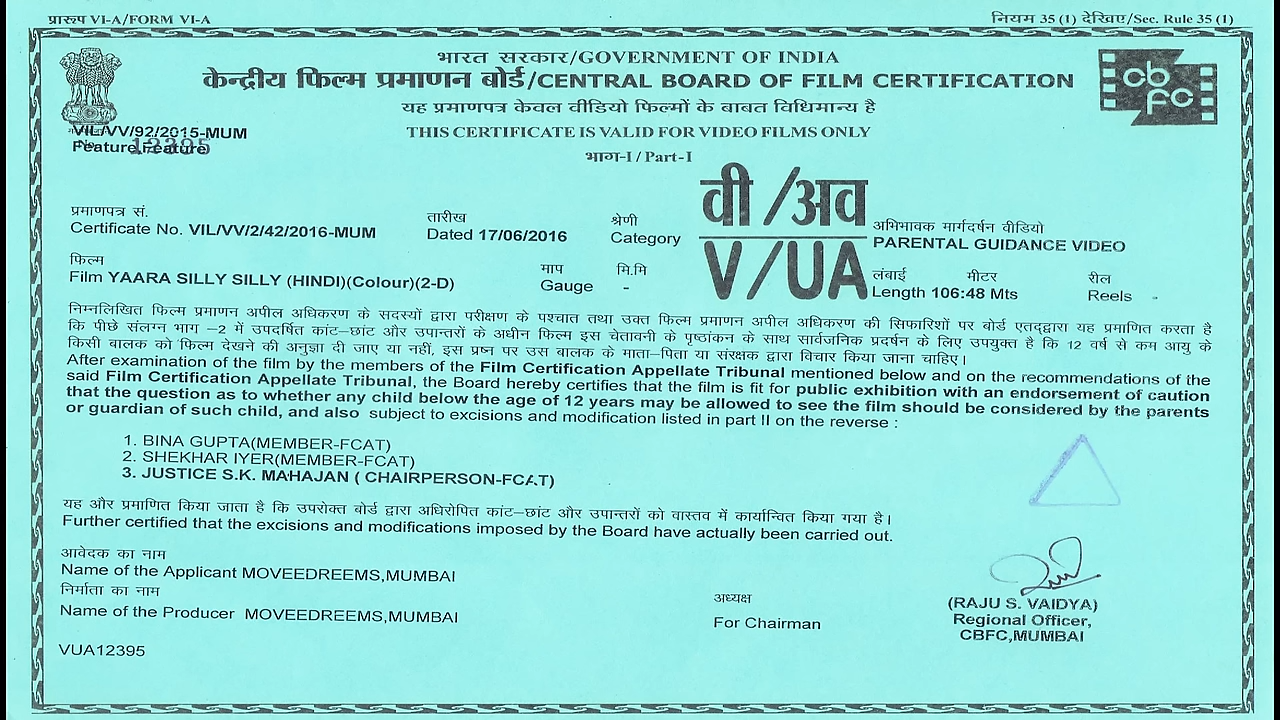 प्रारूप VI-A/FORM VI-A
नियम 35 (1) देखिए/Sec. Rule 35 (1)
भारत सरकार/GOVERNMENT OF INDIA
केन्द्रीय फिल्म प्रमाणन बोर्ड/CENTRAL BOARD OF FILM CERTIFICATION
cb
fc
यह प्रमाणपत्र केवल वीडियो फिल्मों के बाबत विधिमान्य है
VIL/VV/92/2015-MUM
THIS CERTIFICATE IS VALID FOR VIDEO FILMS ONLY
No. 12395
Feature Feature
भाग-I / Part-I
वी /अव
V/UA
प्रमाणपत्र सं.
Certificate No. VIL/VV/2/42/2016-MUM
तारीख
Dated 17/06/2016
श्रेणी
Category
अभिभावक मार्गदर्षन वीडियो
PARENTAL GUIDANCE VIDEO
फिल्म
Film YAARA SILLY SILLY (HINDI)(Colour)(2-D)
माप मि.मि
Gauge -
लंबाई मीटर रील
Length 106:48 Mts Reels -
निम्नलिखित फिल्म प्रमाणन अपील अधिकरण के सदस्यों द्वारा परीक्षण के पश्चात तथा उक्त फिल्म प्रमाणन अपील अधिकरण की सिफारिशों पर बोर्ड एतद्द्वारा यह प्रमाणित करता है
कि पीछे संलग्न भाग –2 में उपदर्षित कांट–छांट और उपान्तरों के अधीन फिल्म इस चेतावनी के पृष्ठांकन के साथ सार्वजनिक प्रदर्षन के लिए उपयुक्त है कि 12 वर्ष से कम आयु के
किसी बालक को फिल्म देखने की अनुज्ञा दी जाए या नहीं, इस प्रश्न पर उस बालक के माता–पिता या संरक्षक द्वारा विचार किया जाना चाहिए।
After examination of the film by the members of the Film Certification Appellate Tribunal mentioned below and on the recommendations of the
said Film Certification Appellate Tribunal, the Board hereby certifies that the film is fit for public exhibition with an endorsement of caution
that the question as to whether any child below the age of 12 years may be allowed to see the film should be considered by the parents
or guardian of such child, and also subject to excisions and modification listed in part II on the reverse :
1. BINA GUPTA(MEMBER-FCAT)
2. SHEKHAR IYER(MEMBER-FCAT)
3. JUSTICE S.K. MAHAJAN ( CHAIRPERSON-FCAT)
यह और प्रमाणित किया जाता है कि उपरोक्त बोर्ड द्वारा अधिरोपित कांट–छांट और उपान्तरों को वास्तव में कार्यान्वित किया गया है।
Further certified that the excisions and modifications imposed by the Board have actually been carried out.
आवेदक का नाम
Name of the Applicant MOVEEDREEMS,MUMBAI
निर्माता का नाम
Name of the Producer MOVEEDREEMS,MUMBAI
अध्यक्ष
For Chairman
(RAJU S. VAIDYA)
Regional Officer,
CBFC,MUMBAI
VUA12395